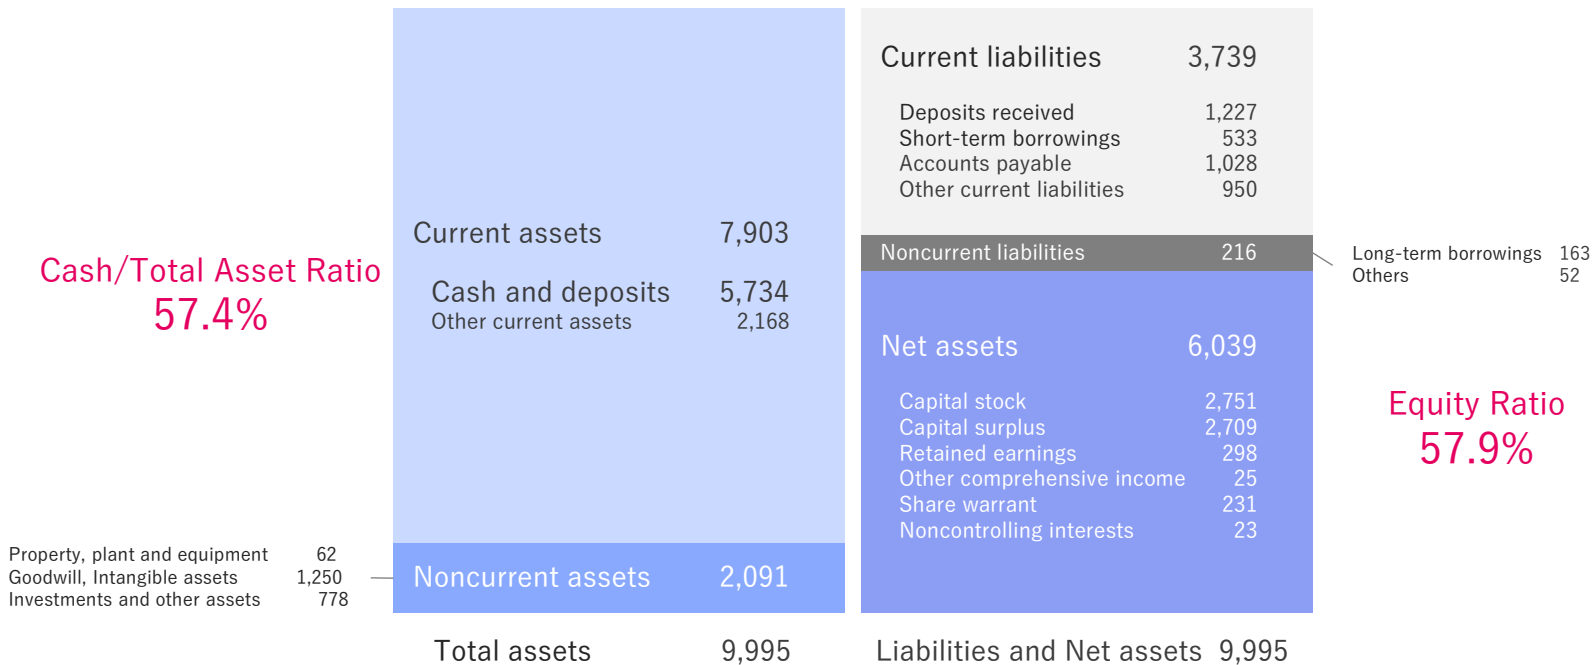 Cash/Total Asset Ratio
57.4%
Current assets 7,903
Cash and deposits 5,734
Other current assets 2,168
Property, plant and equipment 62
Goodwill, Intangible assets 1,250
Investments and other assets 778
Noncurrent assets 2,091
Total assets 9,995
Current liabilities 3,739
Deposits received 1,227
Short-term borrowings 533
Accounts payable 1,028
Other current liabilities 950
Noncurrent liabilities 216
Long-term borrowings 163
Others 52
Net assets 6,039
Capital stock 2,751
Capital surplus 2,709
Retained earnings 298
Other comprehensive income 25
Share warrant 231
Noncontrolling interests 23
Equity Ratio
57.9%
Liabilities and Net assets 9,995